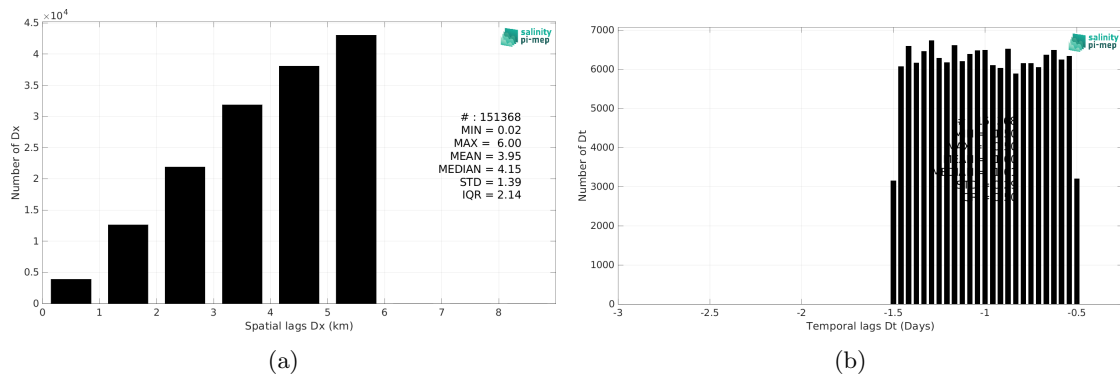 ×10⁴
4.5
4
3.5
3
2.5
2
1.5
1
0.5
0
Number of Dx
0 1 2 3 4 5 6 7 8
Spatial lags Dx (km)
salinity
pi-mep
# : 151368
MIN = 0.02
MAX = 6.00
MEAN = 3.95
MEDIAN = 4.15
STD = 1.39
IQR = 2.14
(a)
7000
6000
5000
4000
3000
2000
1000
0
Number of Dt
-3 -2.5 -2 -1.5 -1 -0.5
Temporal lags Dt (Days)
salinity
pi-mep
(b)